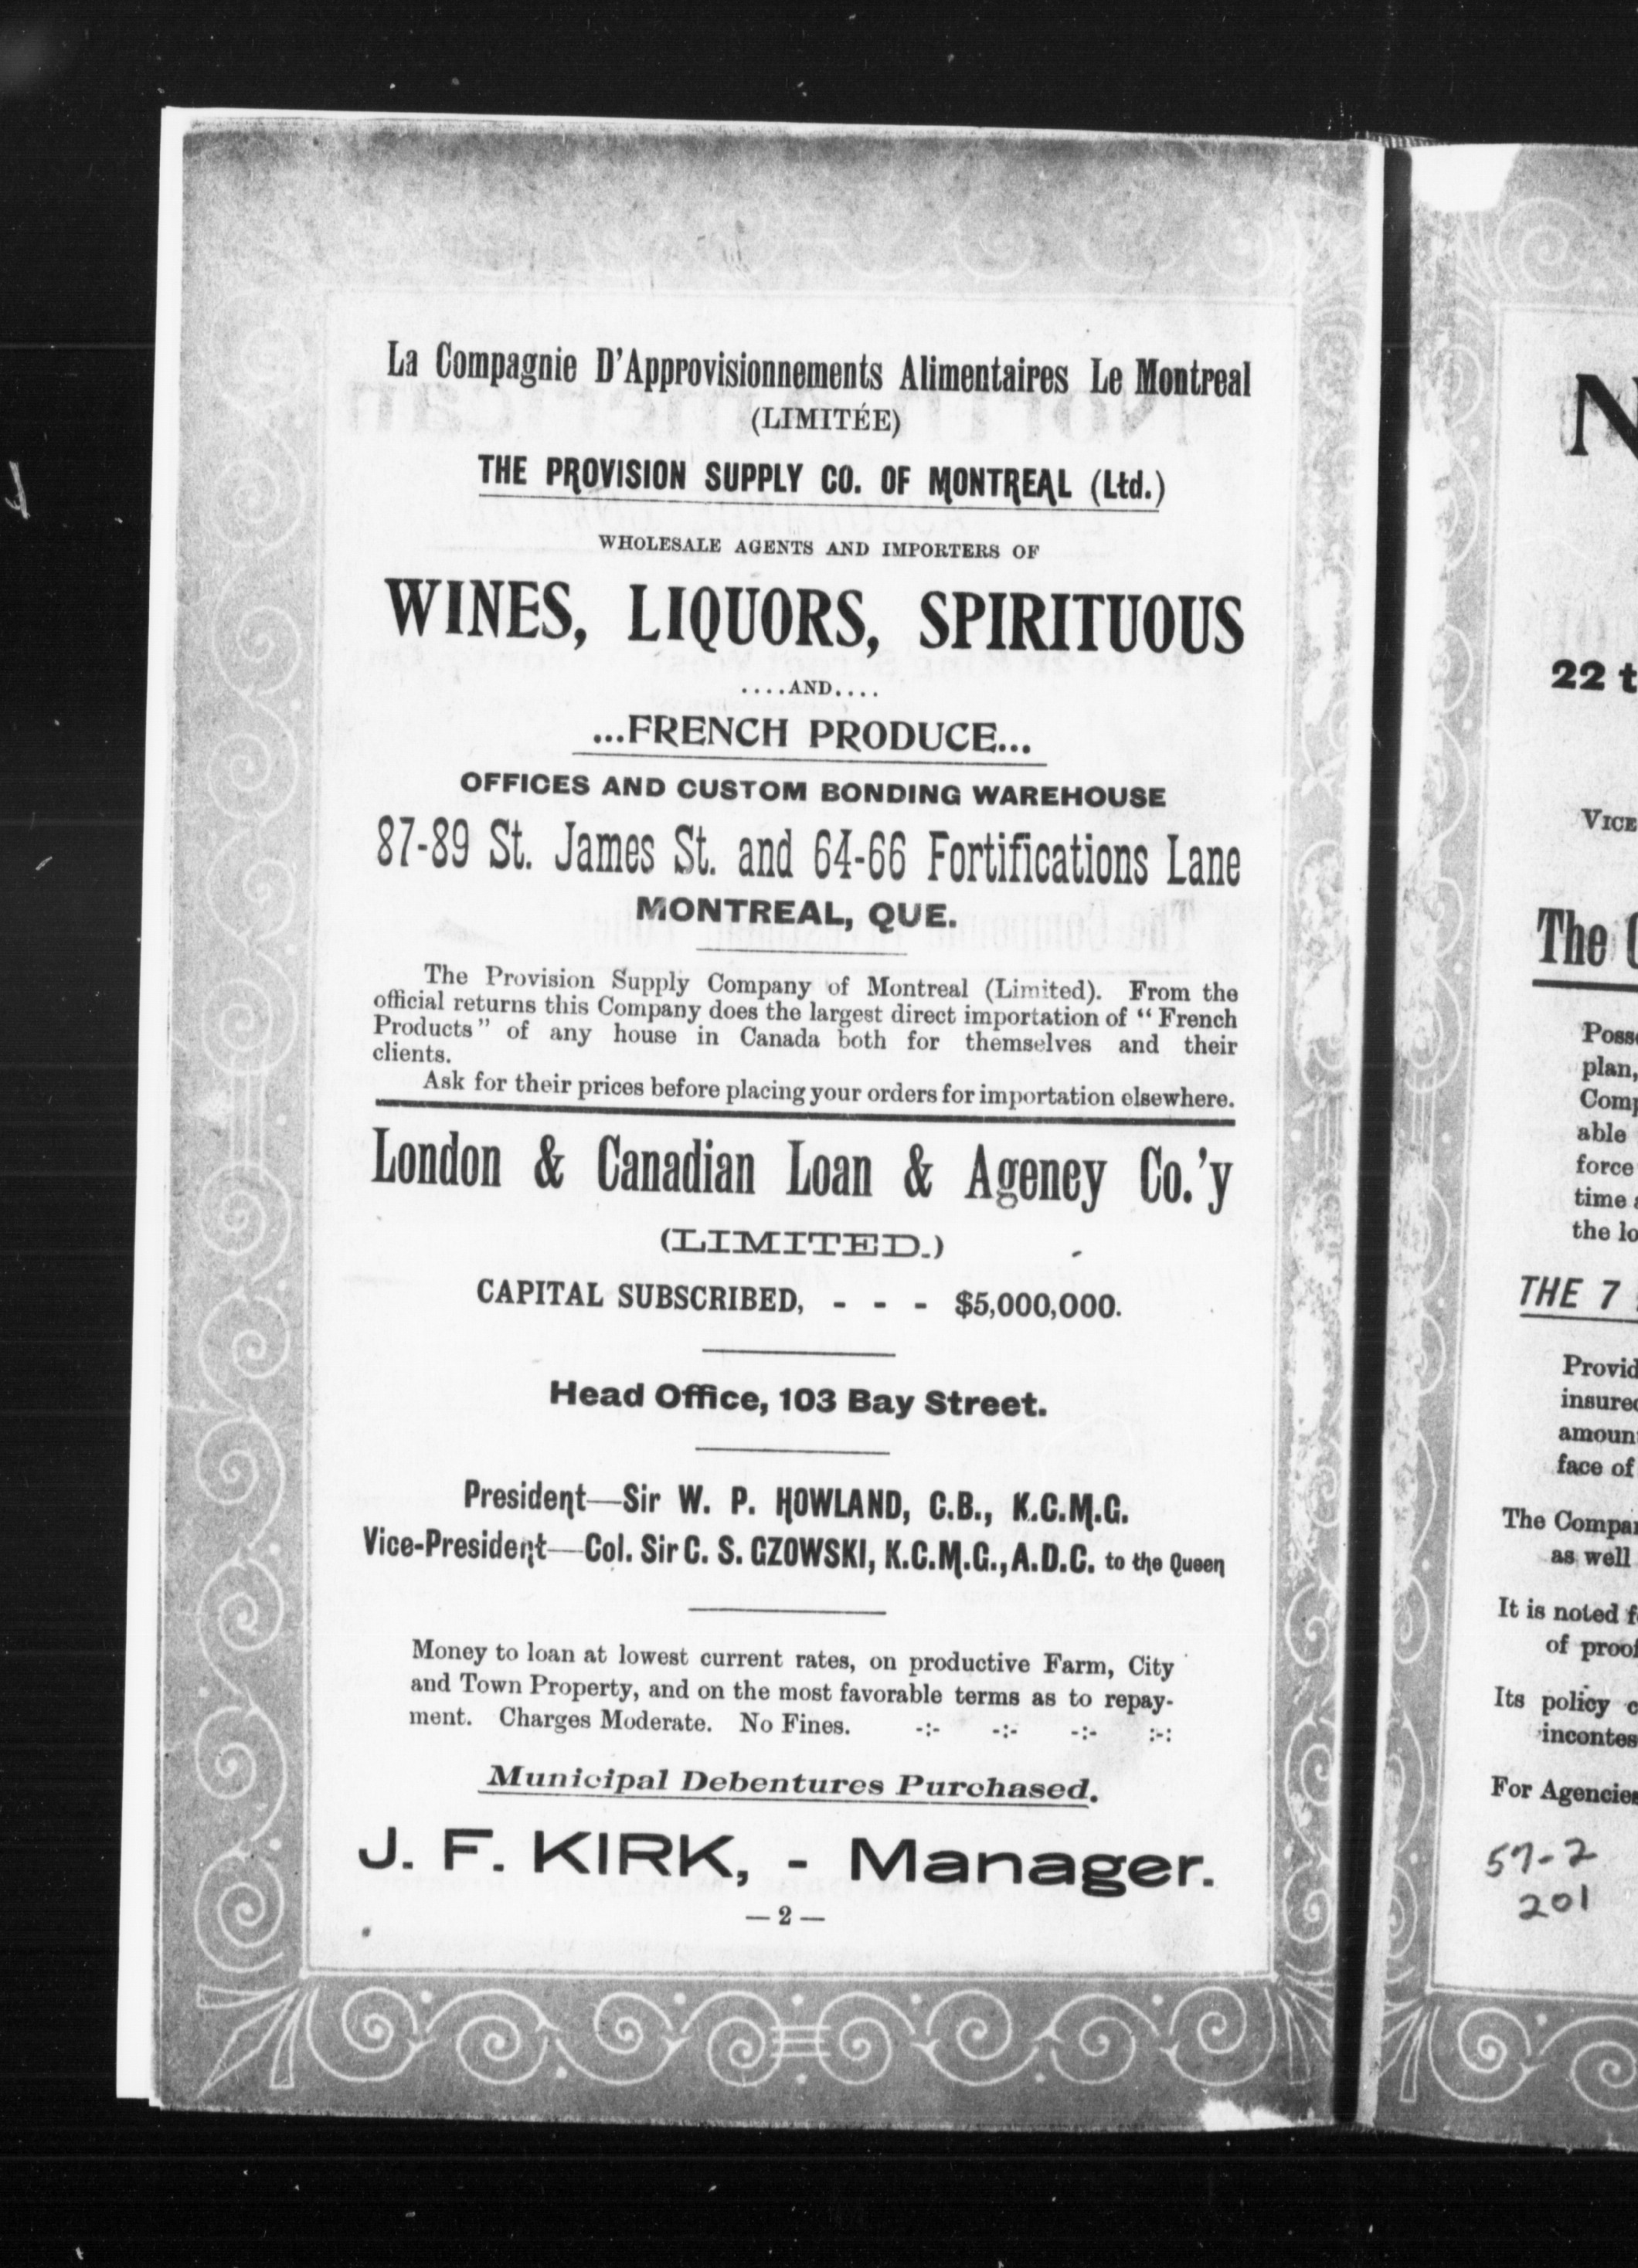 La Compagnie D'Approvisionnements Alimentaires Le Montreal
(LIMITÉE)
THE PROVISION SUPPLY CO. OF MONTREAL (Ltd.)
WHOLESALE AGENTS AND IMPORTERS OF
WINES, LIQUORS, SPIRITUOUS
....AND....
...FRENCH PRODUCE...
OFFICES AND CUSTOM BONDING WAREHOUSE
87-89 St. James St. and 64-66 Fortifications Lane
MONTREAL, QUE.
The Provision Supply Company of Montreal (Limited). From the
official returns this Company does the largest direct importation of "French
Products" of any house in Canada both for themselves and their
clients.
Ask for their prices before placing your orders for importation elsewhere.
London & Canadian Loan & Agency Co.'y
(LIMITED.)
CAPITAL SUBSCRIBED, - - - $5,000,000.
Head Office, 103 Bay Street.
President—Sir W. P. HOWLAND, C.B., K.C.M.G.
Vice-President—Col. Sir C. S. GZOWSKI, K.C.M.G., A.D.C. to the Queen
Money to loan at lowest current rates, on productive Farm, City
and Town Property, and on the most favorable terms as to repay-
ment. Charges Moderate. No Fines. -:- -:- -:- :-:
Municipal Debentures Purchased.
J. F. KIRK, - Manager.
— 2 —
N
22 t
VICE
The
Posse
plan,
Comp
able
force
time
the lo
THE 7
Provid
insured
amoun
face of
The Compan
as well
It is noted f
of proof
Its policy c
incontes
For Agencies
57-2
201